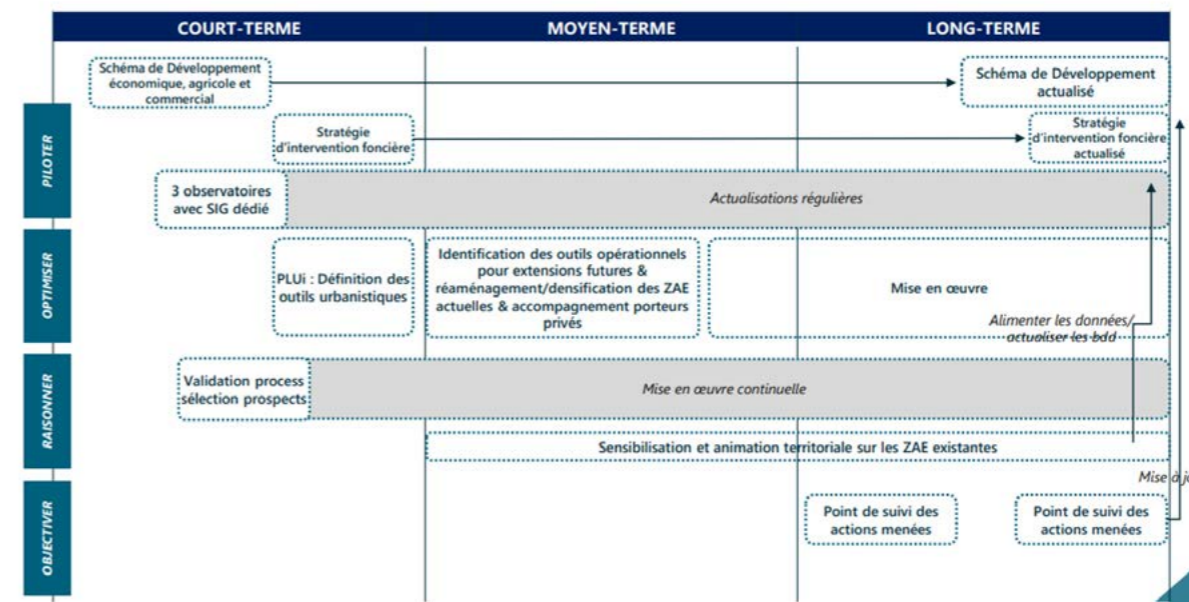 COURT-TERME
MOYEN-TERME
LONG-TERME
PILOTER
Schéma de Développement
économique, agricole et
commercial
Schéma de Développement
actualisé
Stratégie
d'intervention foncière
Stratégie
d'intervention foncière
actualisé
3 observatoires
avec SIG dédié
Actualisations régulières
OPTIMISER
PLUi : Définition des
outils urbanistiques
Identification des outils opérationnels
pour extensions futures &
réaménagement/densification des ZAE
actuelles & accompagnement porteurs
privés
Mise en œuvre
Alimenter les données/
actualiser les bdd
RAISONNER
Validation process
sélection prospects
Mise en œuvre continuelle
Sensibilisation et animation territoriale sur les ZAE existantes
Mise à
OBJECTIVER
Point de suivi des
actions menées
Point de suivi des
actions menées